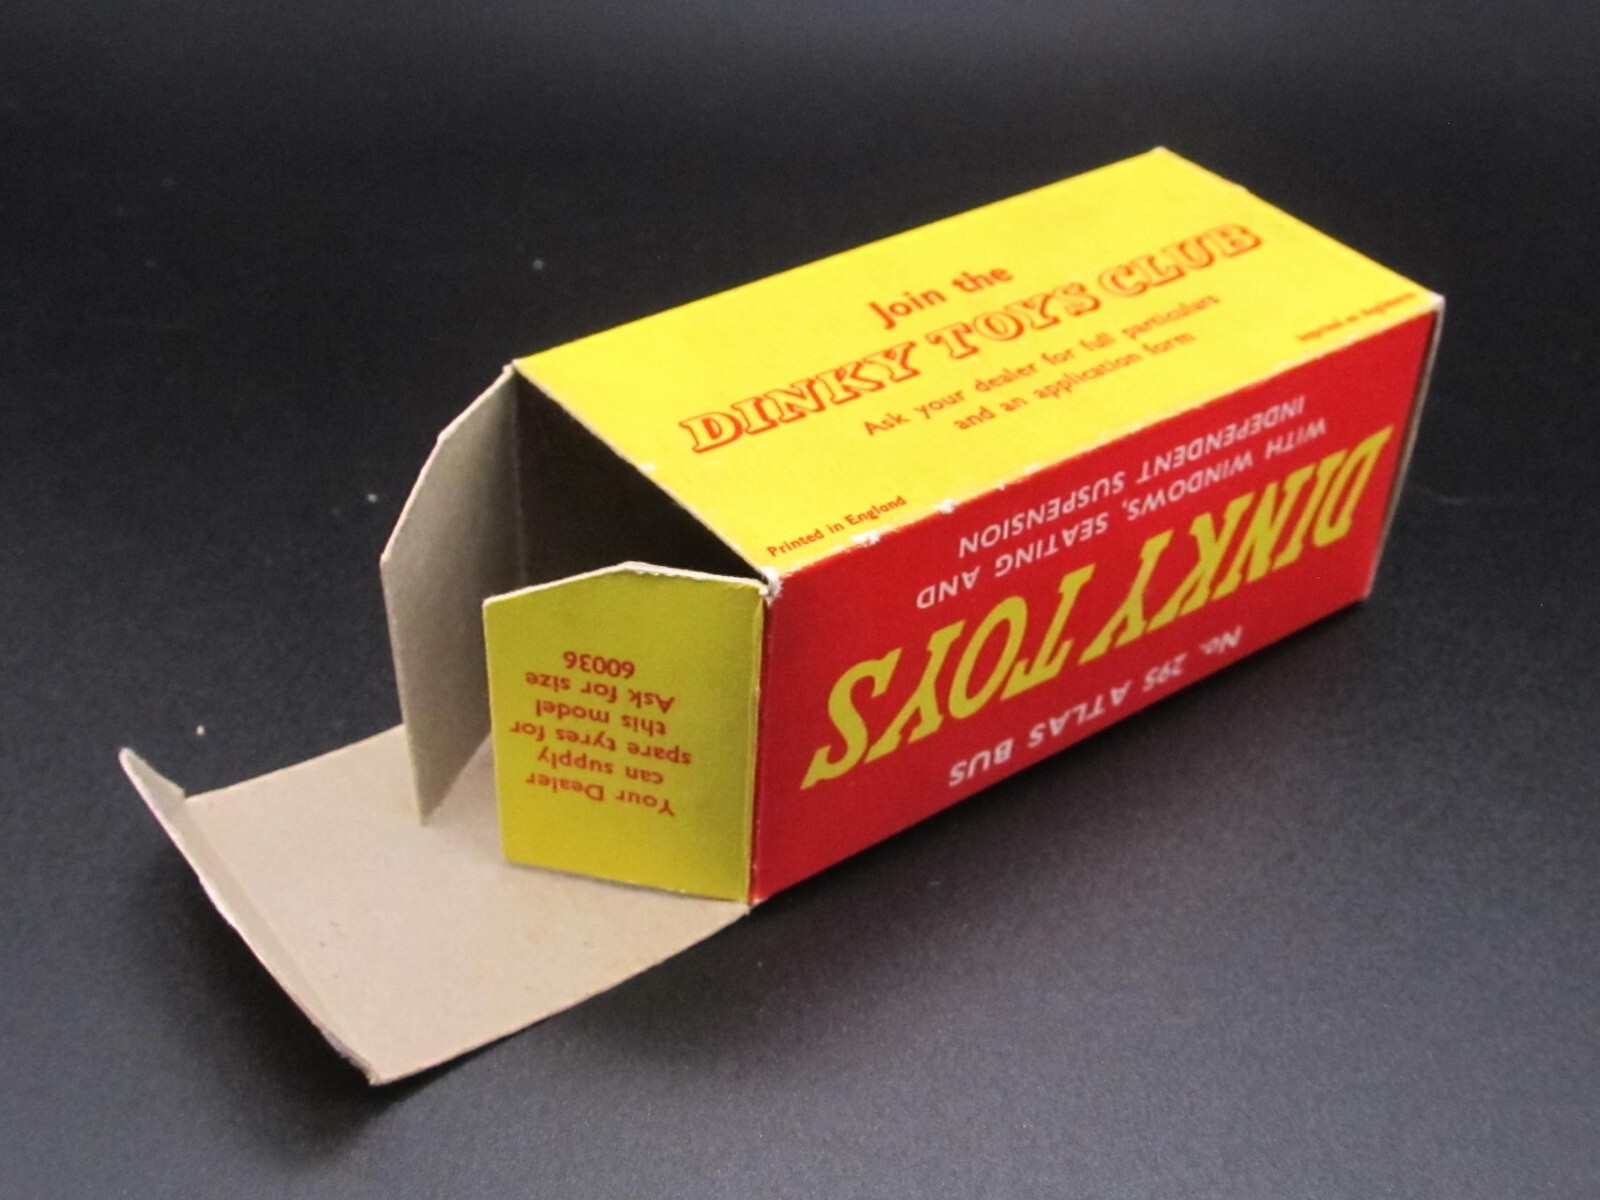 Join the
DINKY TOYS CLUB
Ask your dealer for full particulars
and an application form
Printed in England
No. 295 ATLAS BUS
DINKY TOYS
WITH WINDOWS, SEATING AND
INDEPENDENT SUSPENSION
Your Dealer
can supply
spare tyres for
this model
Ask for size
60036